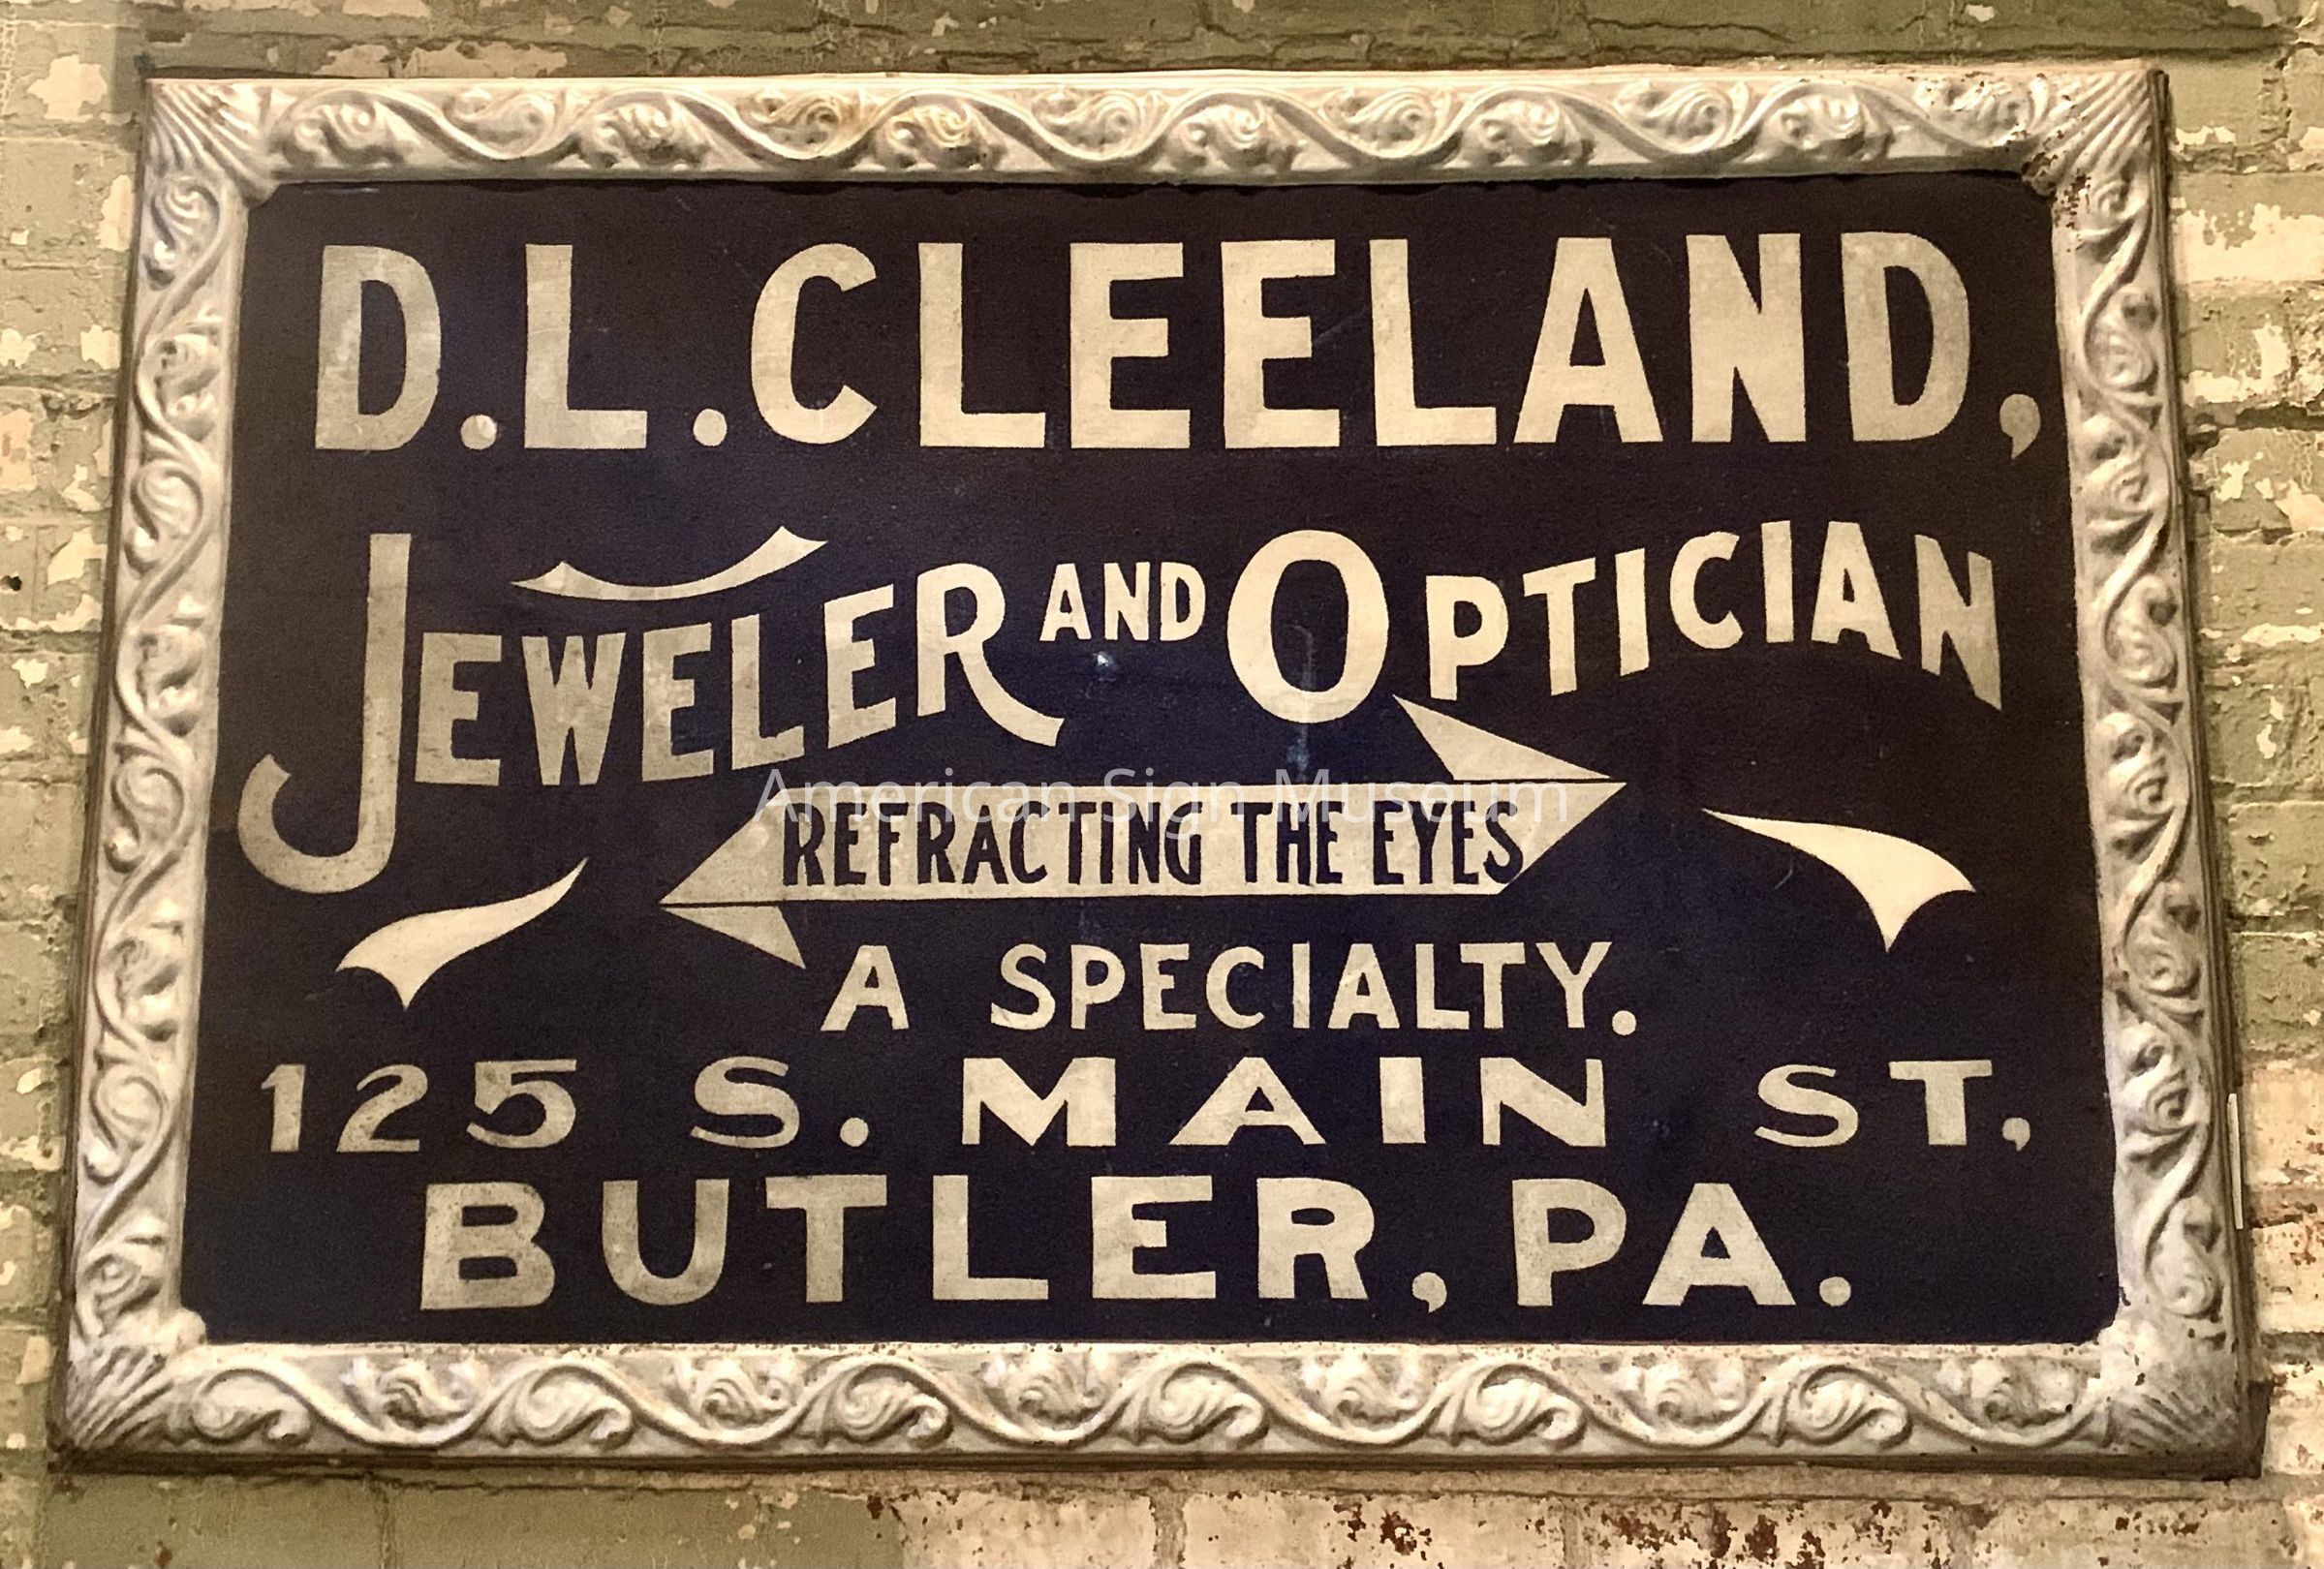 D.L. CLEELAND,
JEWELER AND OPTICIAN
American Sign Museum
REFRACTING THE EYES
A SPECIALTY.
125 S. MAIN ST,
BUTLER, PA.